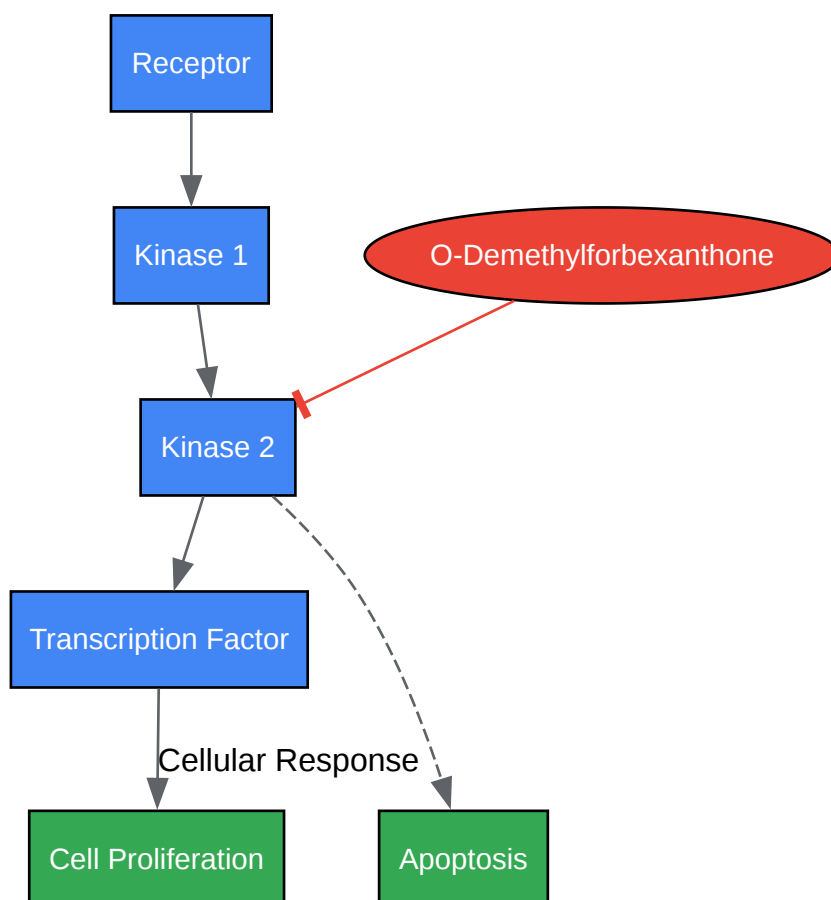 Receptor
Kinase 1
O-Demethylforbexanthone
Kinase 2
Transcription Factor
Cellular Response
Cell Proliferation
Apoptosis